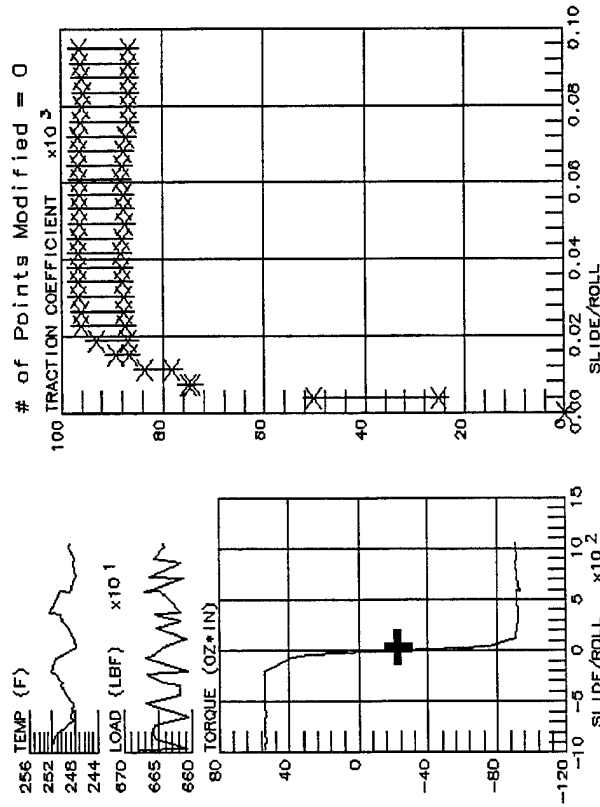 # of Points Modified = 0
TRACTION COEFFICIENT x10³
100
80
60
40
20
0
0.00 0.02 0.04 0.06 0.08 0.10
SLIDE/ROLL
TEMP (F)
256
252
248
244
LOAD (LBF) x10¹
670
665
660
TORQUE (OZ*IN)
80
40
0
-40
-80
-120
-10 -5 0 5 10 15
SLIDE/ROLL x10²